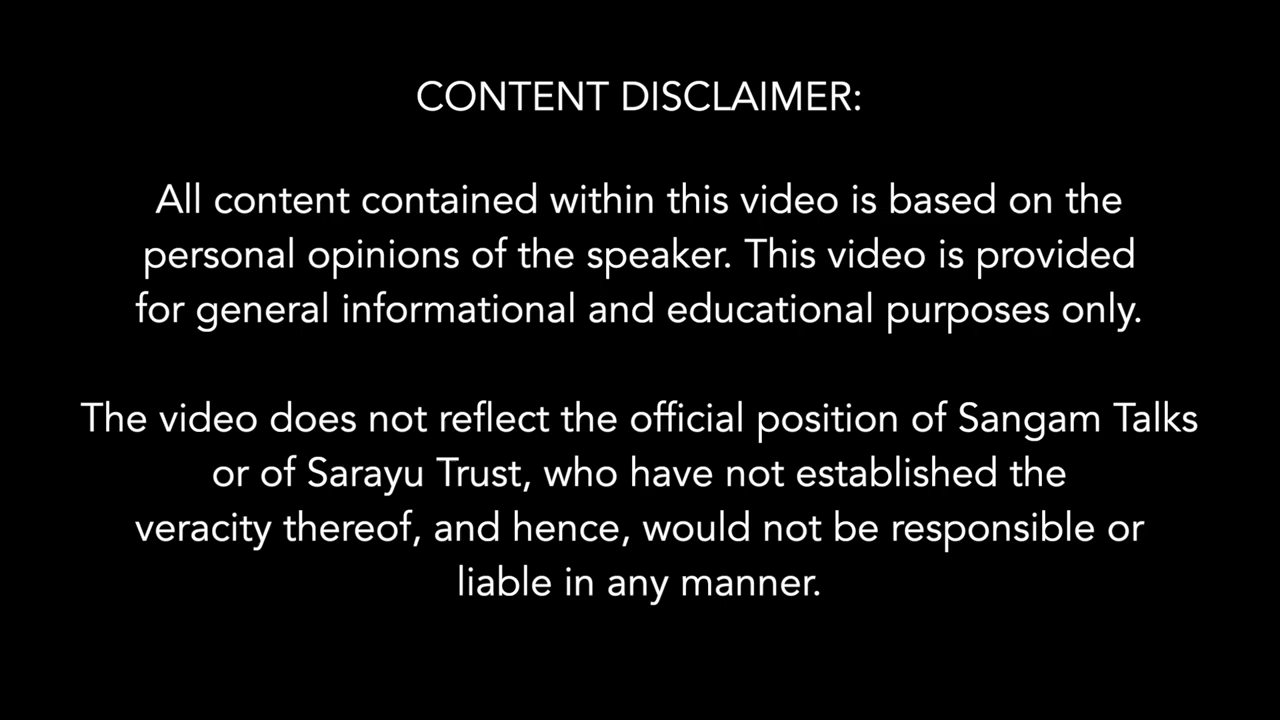 CONTENT DISCLAIMER:
All content contained within this video is based on the
personal opinions of the speaker. This video is provided
for general informational and educational purposes only.
The video does not reflect the official position of Sangam Talks
or of Sarayu Trust, who have not established the
veracity thereof, and hence, would not be responsible or
liable in any manner.